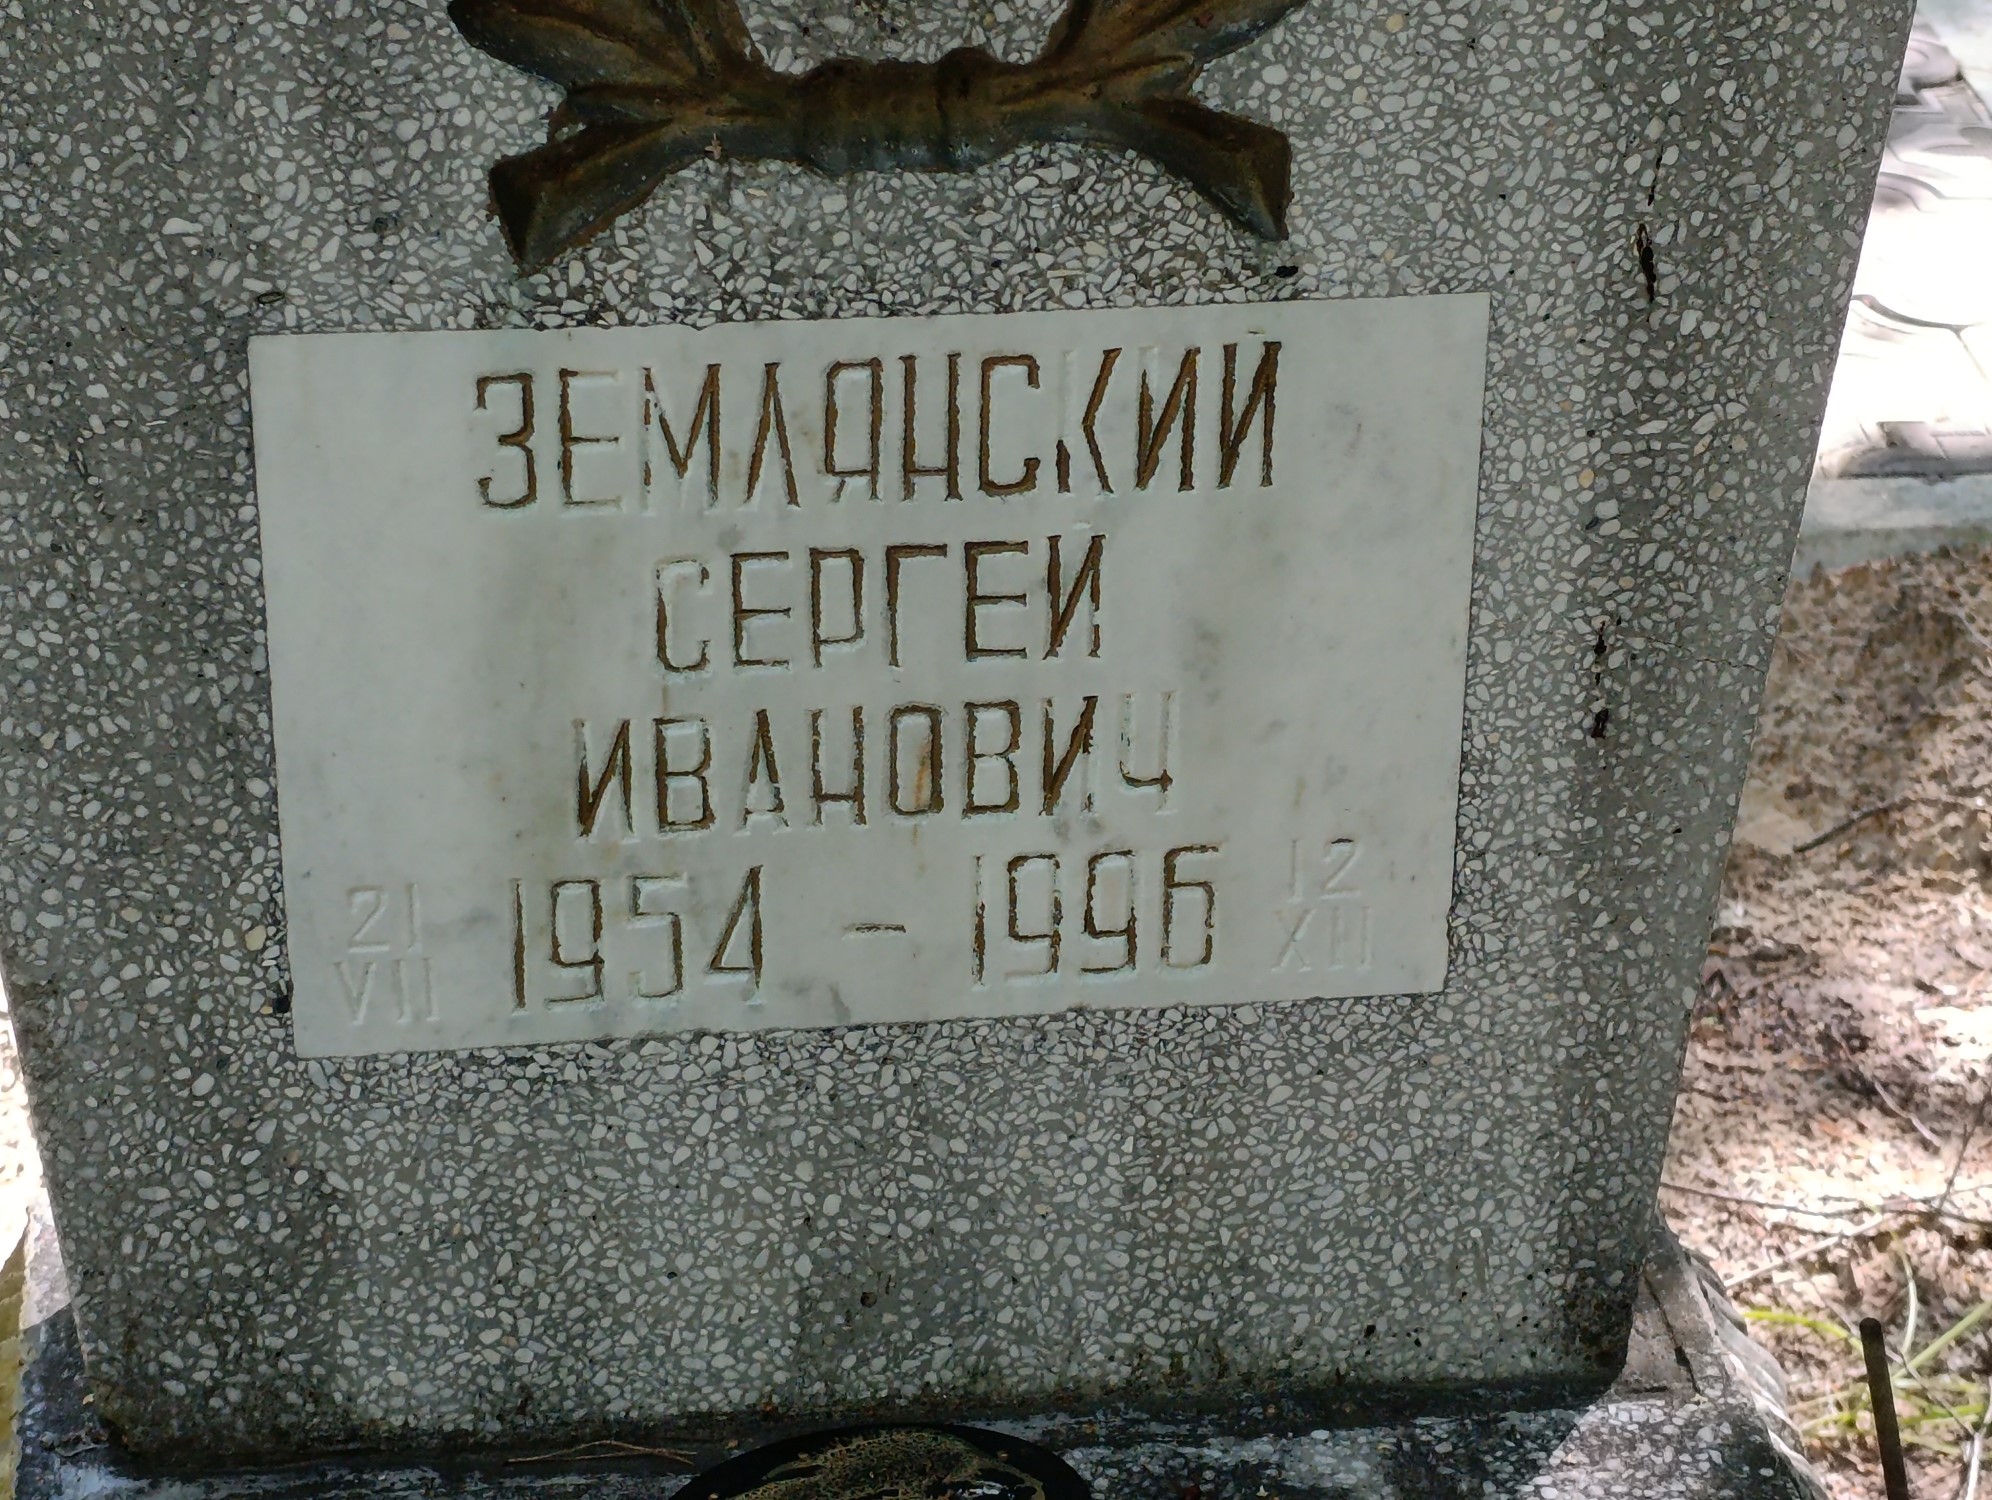 ЗЕМЛЯНСКИЙ
СЕРГЕЙ
ИВАНОВИЧ
21 VII 1954 - 1996 12 XII